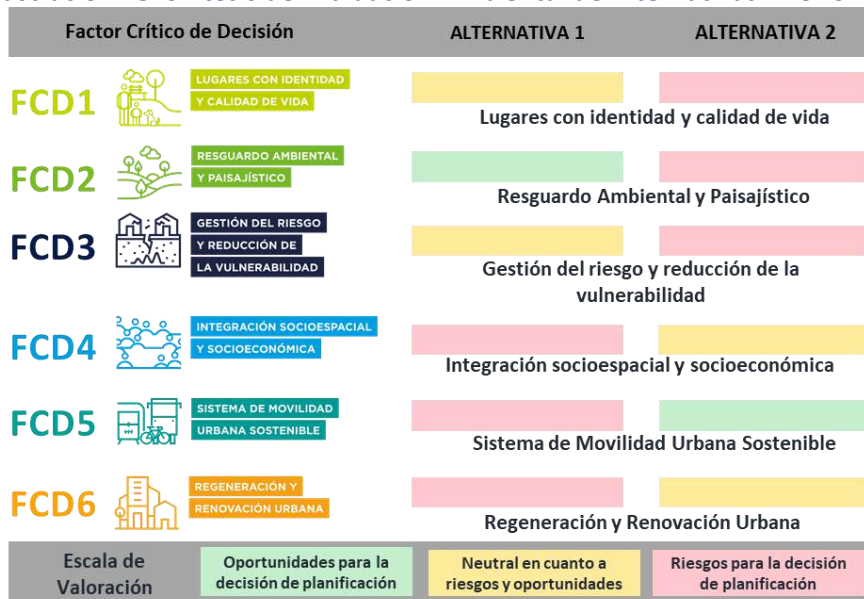 Factor Crítico de Decisión ALTERNATIVA 1 ALTERNATIVA 2
FCD1
LUGARES CON IDENTIDAD
Y CALIDAD DE VIDA
Lugares con identidad y calidad de vida
FCD2
RESGUARDO AMBIENTAL
Y PAISAJÍSTICO
Resguardo Ambiental y Paisajístico
FCD3
GESTIÓN DEL RIESGO
Y REDUCCIÓN DE
LA VULNERABILIDAD
Gestión del riesgo y reducción de la
vulnerabilidad
FCD4
INTEGRACIÓN SOCIOESPACIAL
Y SOCIOECONÓMICA
Integración socioespacial y socioeconómica
FCD5
SISTEMA DE MOVILIDAD
URBANA SOSTENIBLE
Sistema de Movilidad Urbana Sostenible
FCD6
REGENERACIÓN Y
RENOVACIÓN URBANA
Regeneración y Renovación Urbana
Escala de
Valoración
Oportunidades para la
decisión de planificación
Neutral en cuanto a
riesgos y oportunidades
Riesgos para la decisión
de planificación